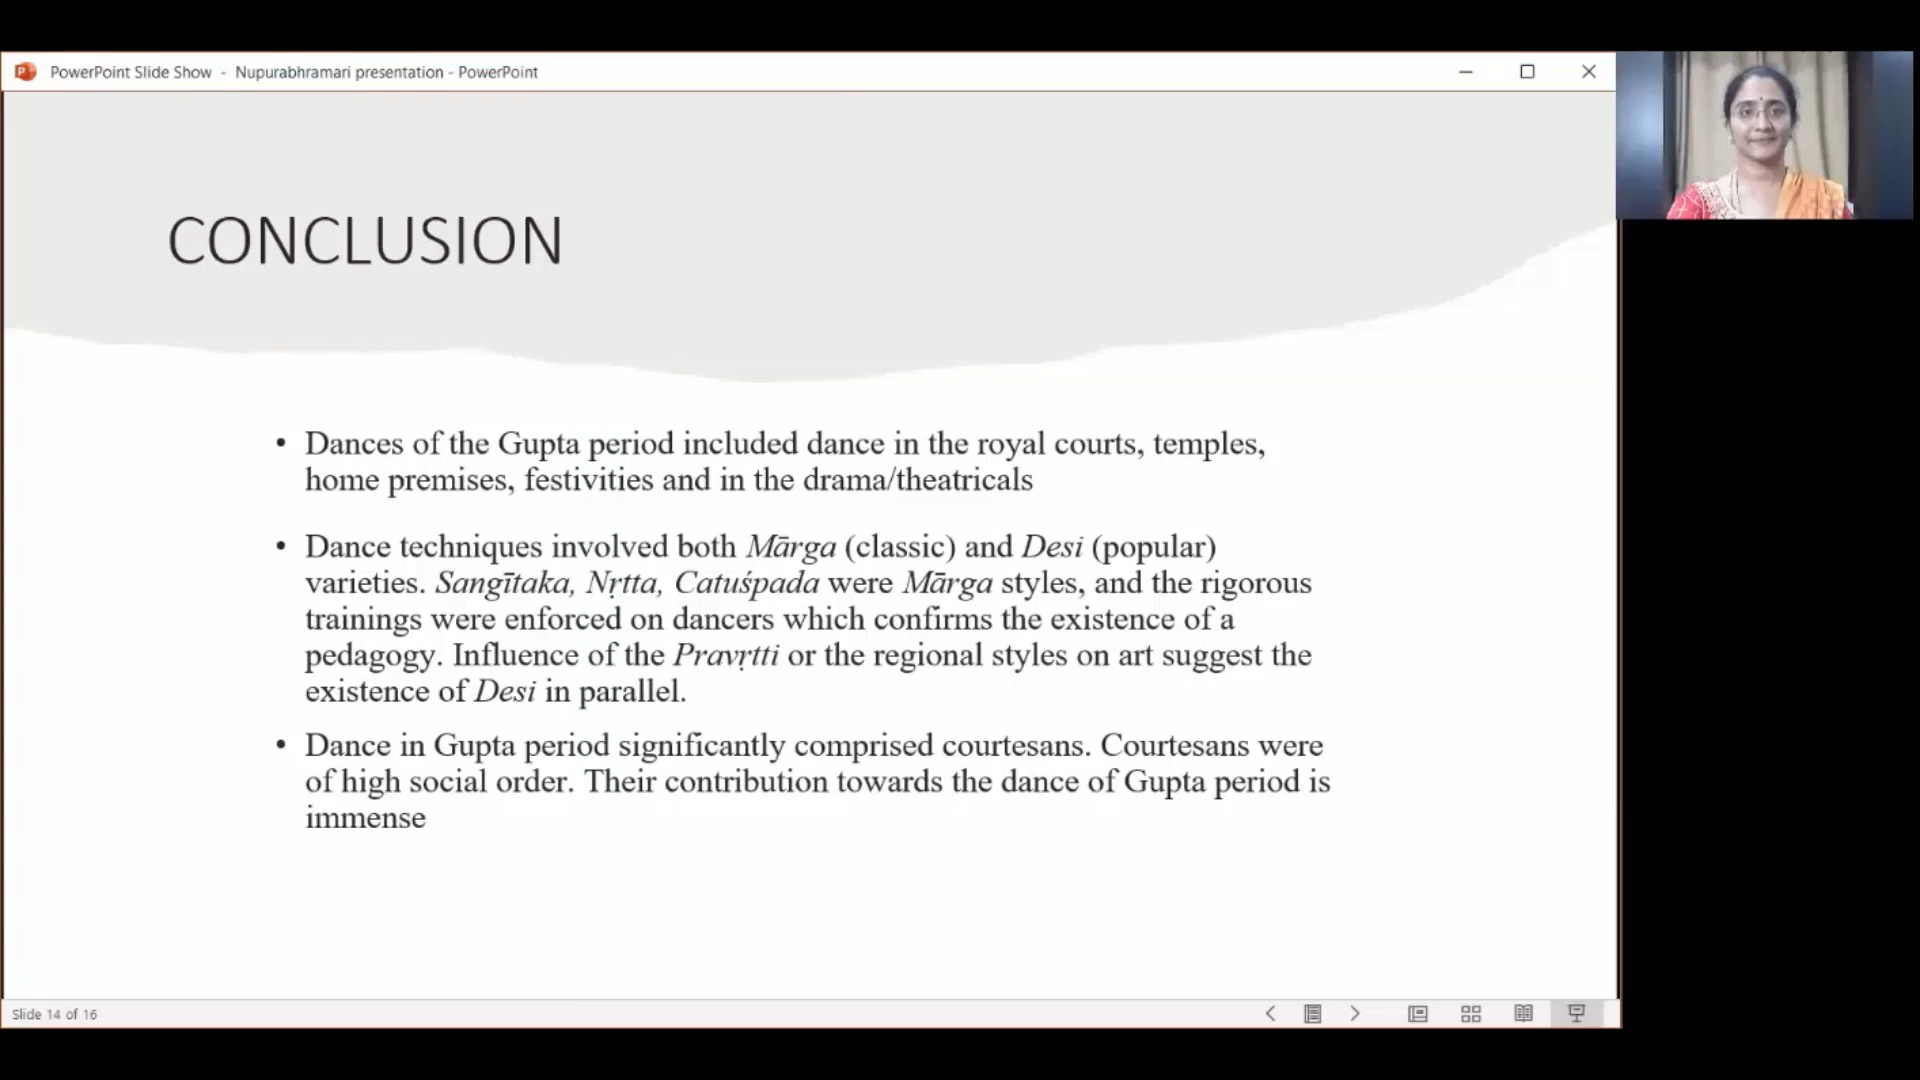 PowerPoint Slide Show - Nupurabhramari presentation - PowerPoint
CONCLUSION
• Dances of the Gupta period included dance in the royal courts, temples,
home premises, festivities and in the drama/theatricals
• Dance techniques involved both Mārga (classic) and Desi (popular)
varieties. Sangītaka, Nṛtta, Catuśpada were Mārga styles, and the rigorous
trainings were enforced on dancers which confirms the existence of a
pedagogy. Influence of the Pravṛtti or the regional styles on art suggest the
existence of Desi in parallel.
• Dance in Gupta period significantly comprised courtesans. Courtesans were
of high social order. Their contribution towards the dance of Gupta period is
immense
Slide 14 of 16